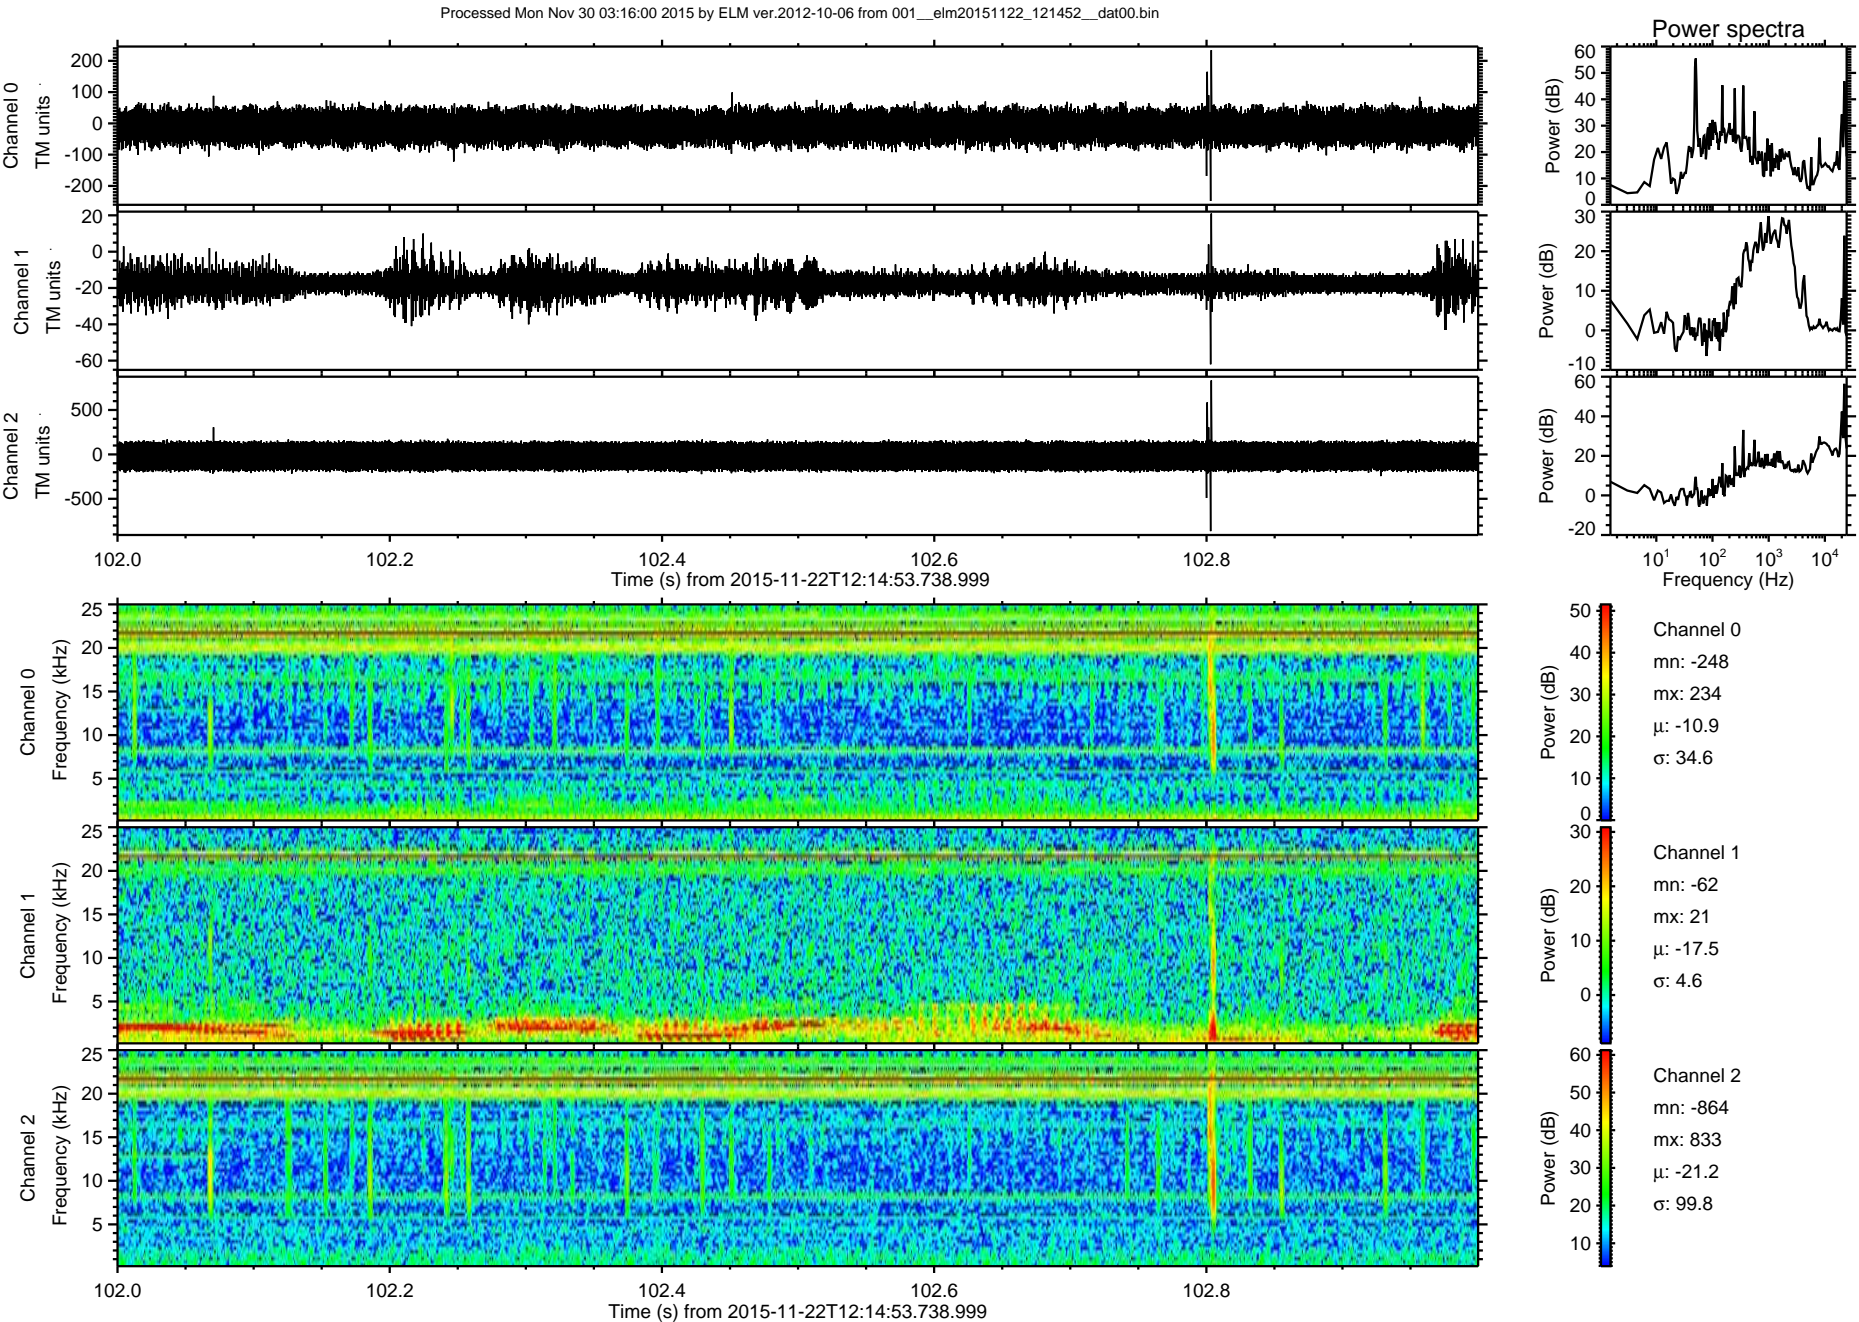 Processed Mon Nov 30 03:16:00 2015 by ELM ver.2012-10-06 from 001__elm20151122_121452__dat00.bin
Power spectra
Channel 0
TM units
200
100
0
-100
-200
Power (dB)
60
50
40
30
20
10
0
Channel 1
TM units
20
0
-20
-40
-60
Power (dB)
30
20
10
0
-10
Channel 2
TM units
500
0
-500
Power (dB)
60
40
20
0
-20
102.0 102.2 102.4 102.6 102.8
Time (s) from 2015-11-22T12:14:53.738.999
10¹ 10² 10³ 10⁴
Frequency (Hz)
Channel 0
Frequency (kHz)
25
20
15
10
5
Power (dB)
50
40
30
20
10
0
Channel 0
mn: -248
mx: 234
μ: -10.9
σ: 34.6
Channel 1
Frequency (kHz)
25
20
15
10
5
Power (dB)
30
20
10
0
Channel 1
mn: -62
mx: 21
μ: -17.5
σ: 4.6
Channel 2
Frequency (kHz)
25
20
15
10
5
Power (dB)
60
50
40
30
20
10
Channel 2
mn: -864
mx: 833
μ: -21.2
σ: 99.8
102.0 102.2 102.4 102.6 102.8
Time (s) from 2015-11-22T12:14:53.738.999